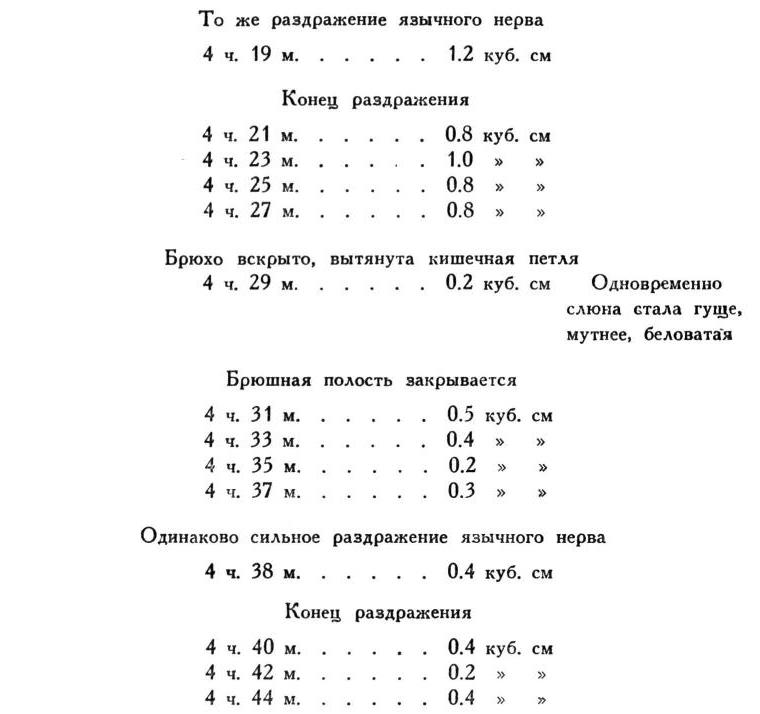 То же раздражение язычного нерва
4 ч. 19 м. . . . . . 1.2 куб. см
Конец раздражения
4 ч. 21 м. . . . . . 0.8 куб. см
4 ч. 23 м. . . . . . 1.0 » »
4 ч. 25 м. . . . . . 0.8 » »
4 ч. 27 м. . . . . . 0.8 » »
Брюхо вскрыто, вытянута кишечная петля
4 ч. 29 м. . . . . . 0.2 куб. см Одновременно
слюна стала гуще,
мутнее, беловатая
Брюшная полость закрывается
4 ч. 31 м. . . . . . 0.5 куб. см
4 ч. 33 м. . . . . . 0.4 » »
4 ч. 35 м. . . . . . 0.2 » »
4 ч. 37 м. . . . . . 0.3 » »
Одинаково сильное раздражение язычного нерва
4 ч. 38 м. . . . . . 0.4 куб. см
Конец раздражения
4 ч. 40 м. . . . . . 0.4 куб. см
4 ч. 42 м. . . . . . 0.2 » »
4 ч. 44 м. . . . . . 0.4 » »